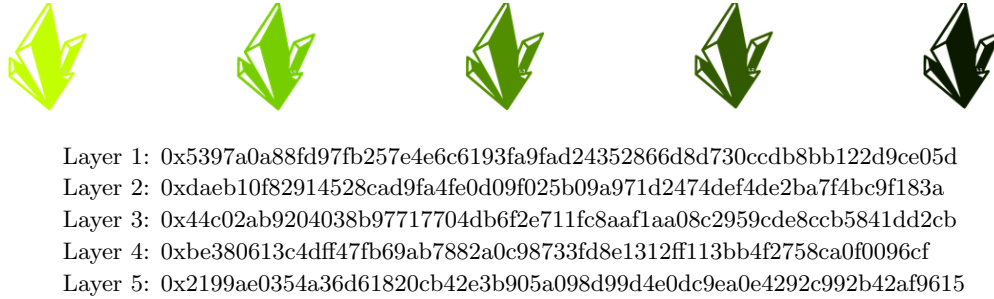 Layer 1: 0x5397a0a88fd97fb257e4e6c6193fa9fad24352866d8d730ccdb8bb122d9ce05d
Layer 2: 0xdaeb10f82914528cad9fa4fe0d09f025b09a971d2474def4de2ba7f4bc9f183a
Layer 3: 0x44c02ab9204038b97717704db6f2e711fc8aaf1aa08c2959cde8ccb5841dd2cb
Layer 4: 0xbe380613c4dff47fb69ab7882a0c98733fd8e1312ff113bb4f2758ca0f0096cf
Layer 5: 0x2199ae0354a36d61820cb42e3b905a098d99d4e0dc9ea0e4292c992b42af9615